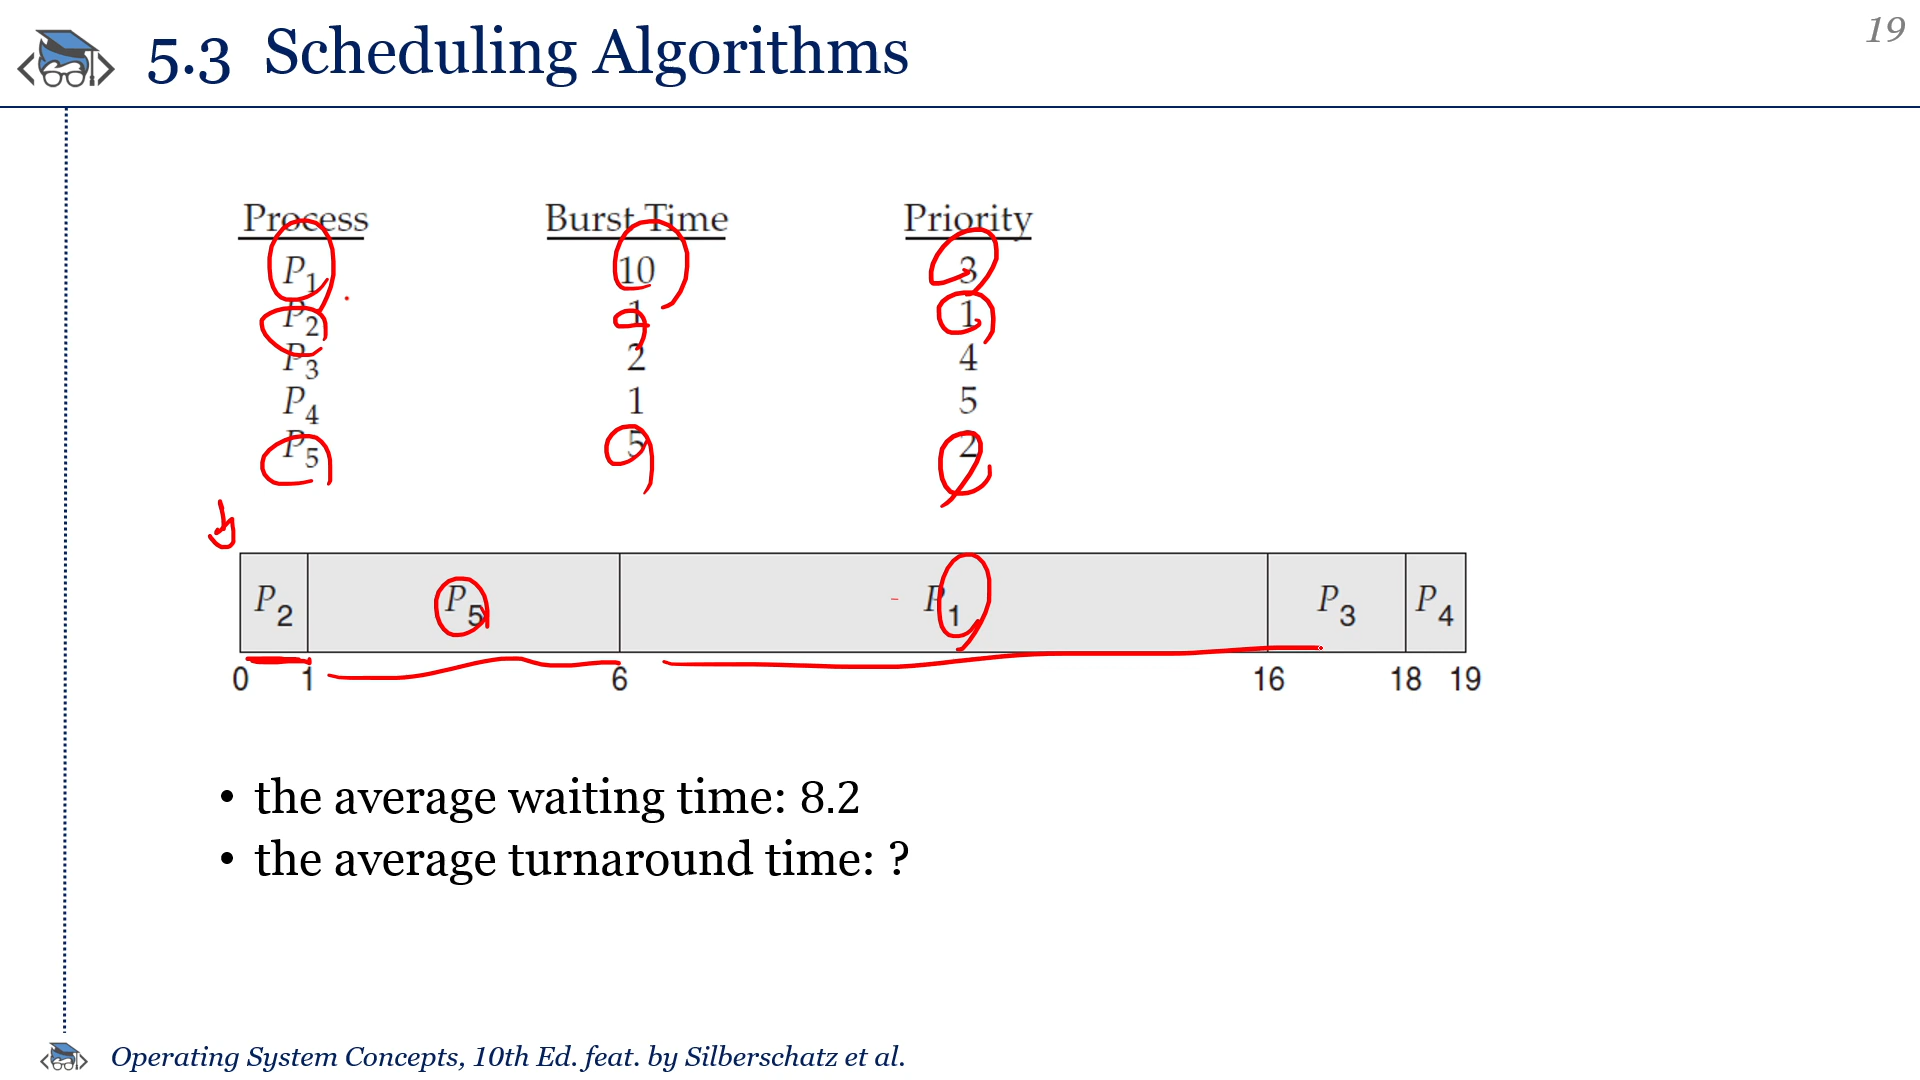 19
5.3 Scheduling Algorithms
Process Burst Time Priority
P1 10 3
P2 1 1
P3 2 4
P4 1 5
P5 5 2
P2 P5 P1 P3 P4
0 1 6 16 18 19
• the average waiting time: 8.2
• the average turnaround time: ?
Operating System Concepts, 10th Ed. feat. by Silberschatz et al.